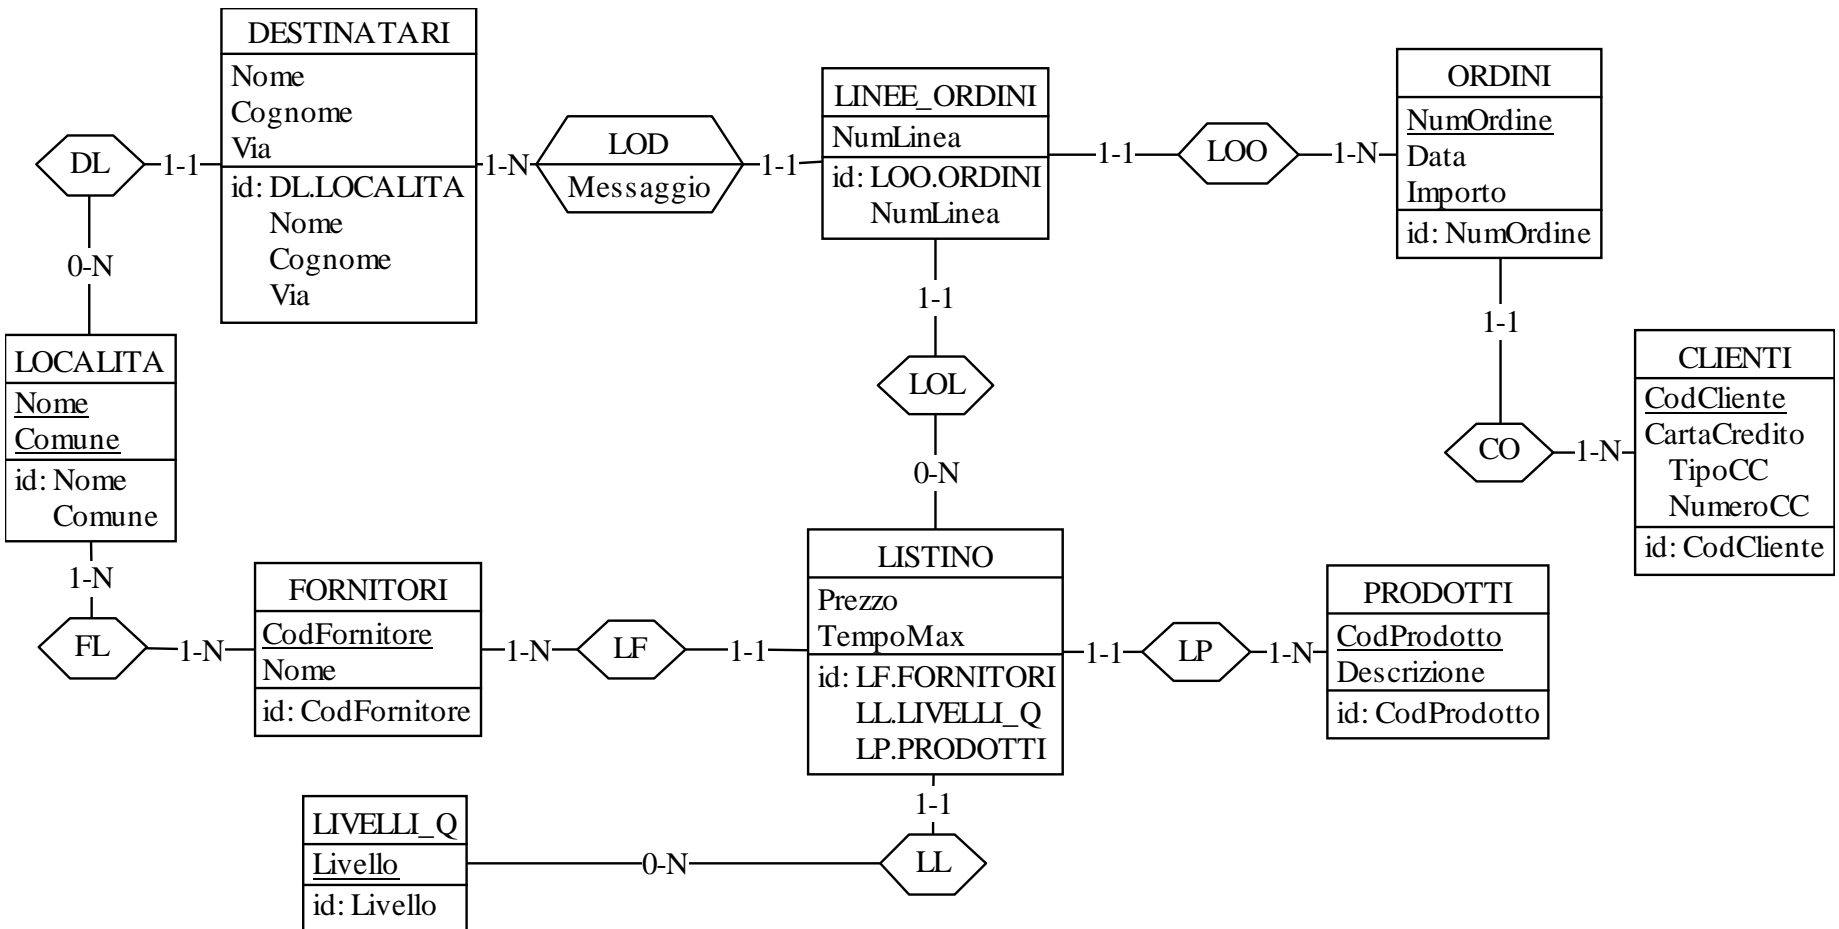 DESTINATARI
Nome
Cognome
Via
id: DL.LOCALITA
Nome
Cognome
Via
DL
1-1
0-N
1-N
LOD
Messaggio
1-1
LINEE_ORDINI
NumLinea
id: LOO.ORDINI
NumLinea
1-1
LOO
1-N
ORDINI
NumOrdine
Data
Importo
id: NumOrdine
1-1
CO
1-N
CLIENTI
CodCliente
CartaCredito
TipoCC
NumeroCC
id: CodCliente
1-1
LOL
0-N
LOCALITA
Nome
Comune
id: Nome
Comune
1-N
FL
1-N
FORNITORI
CodFornitore
Nome
id: CodFornitore
1-N
LF
1-1
LISTINO
Prezzo
TempoMax
id: LF.FORNITORI
LL.LIVELLI_Q
LP.PRODOTTI
1-1
LP
1-N
PRODOTTI
CodProdotto
Descrizione
id: CodProdotto
1-1
LL
0-N
LIVELLI_Q
Livello
id: Livello